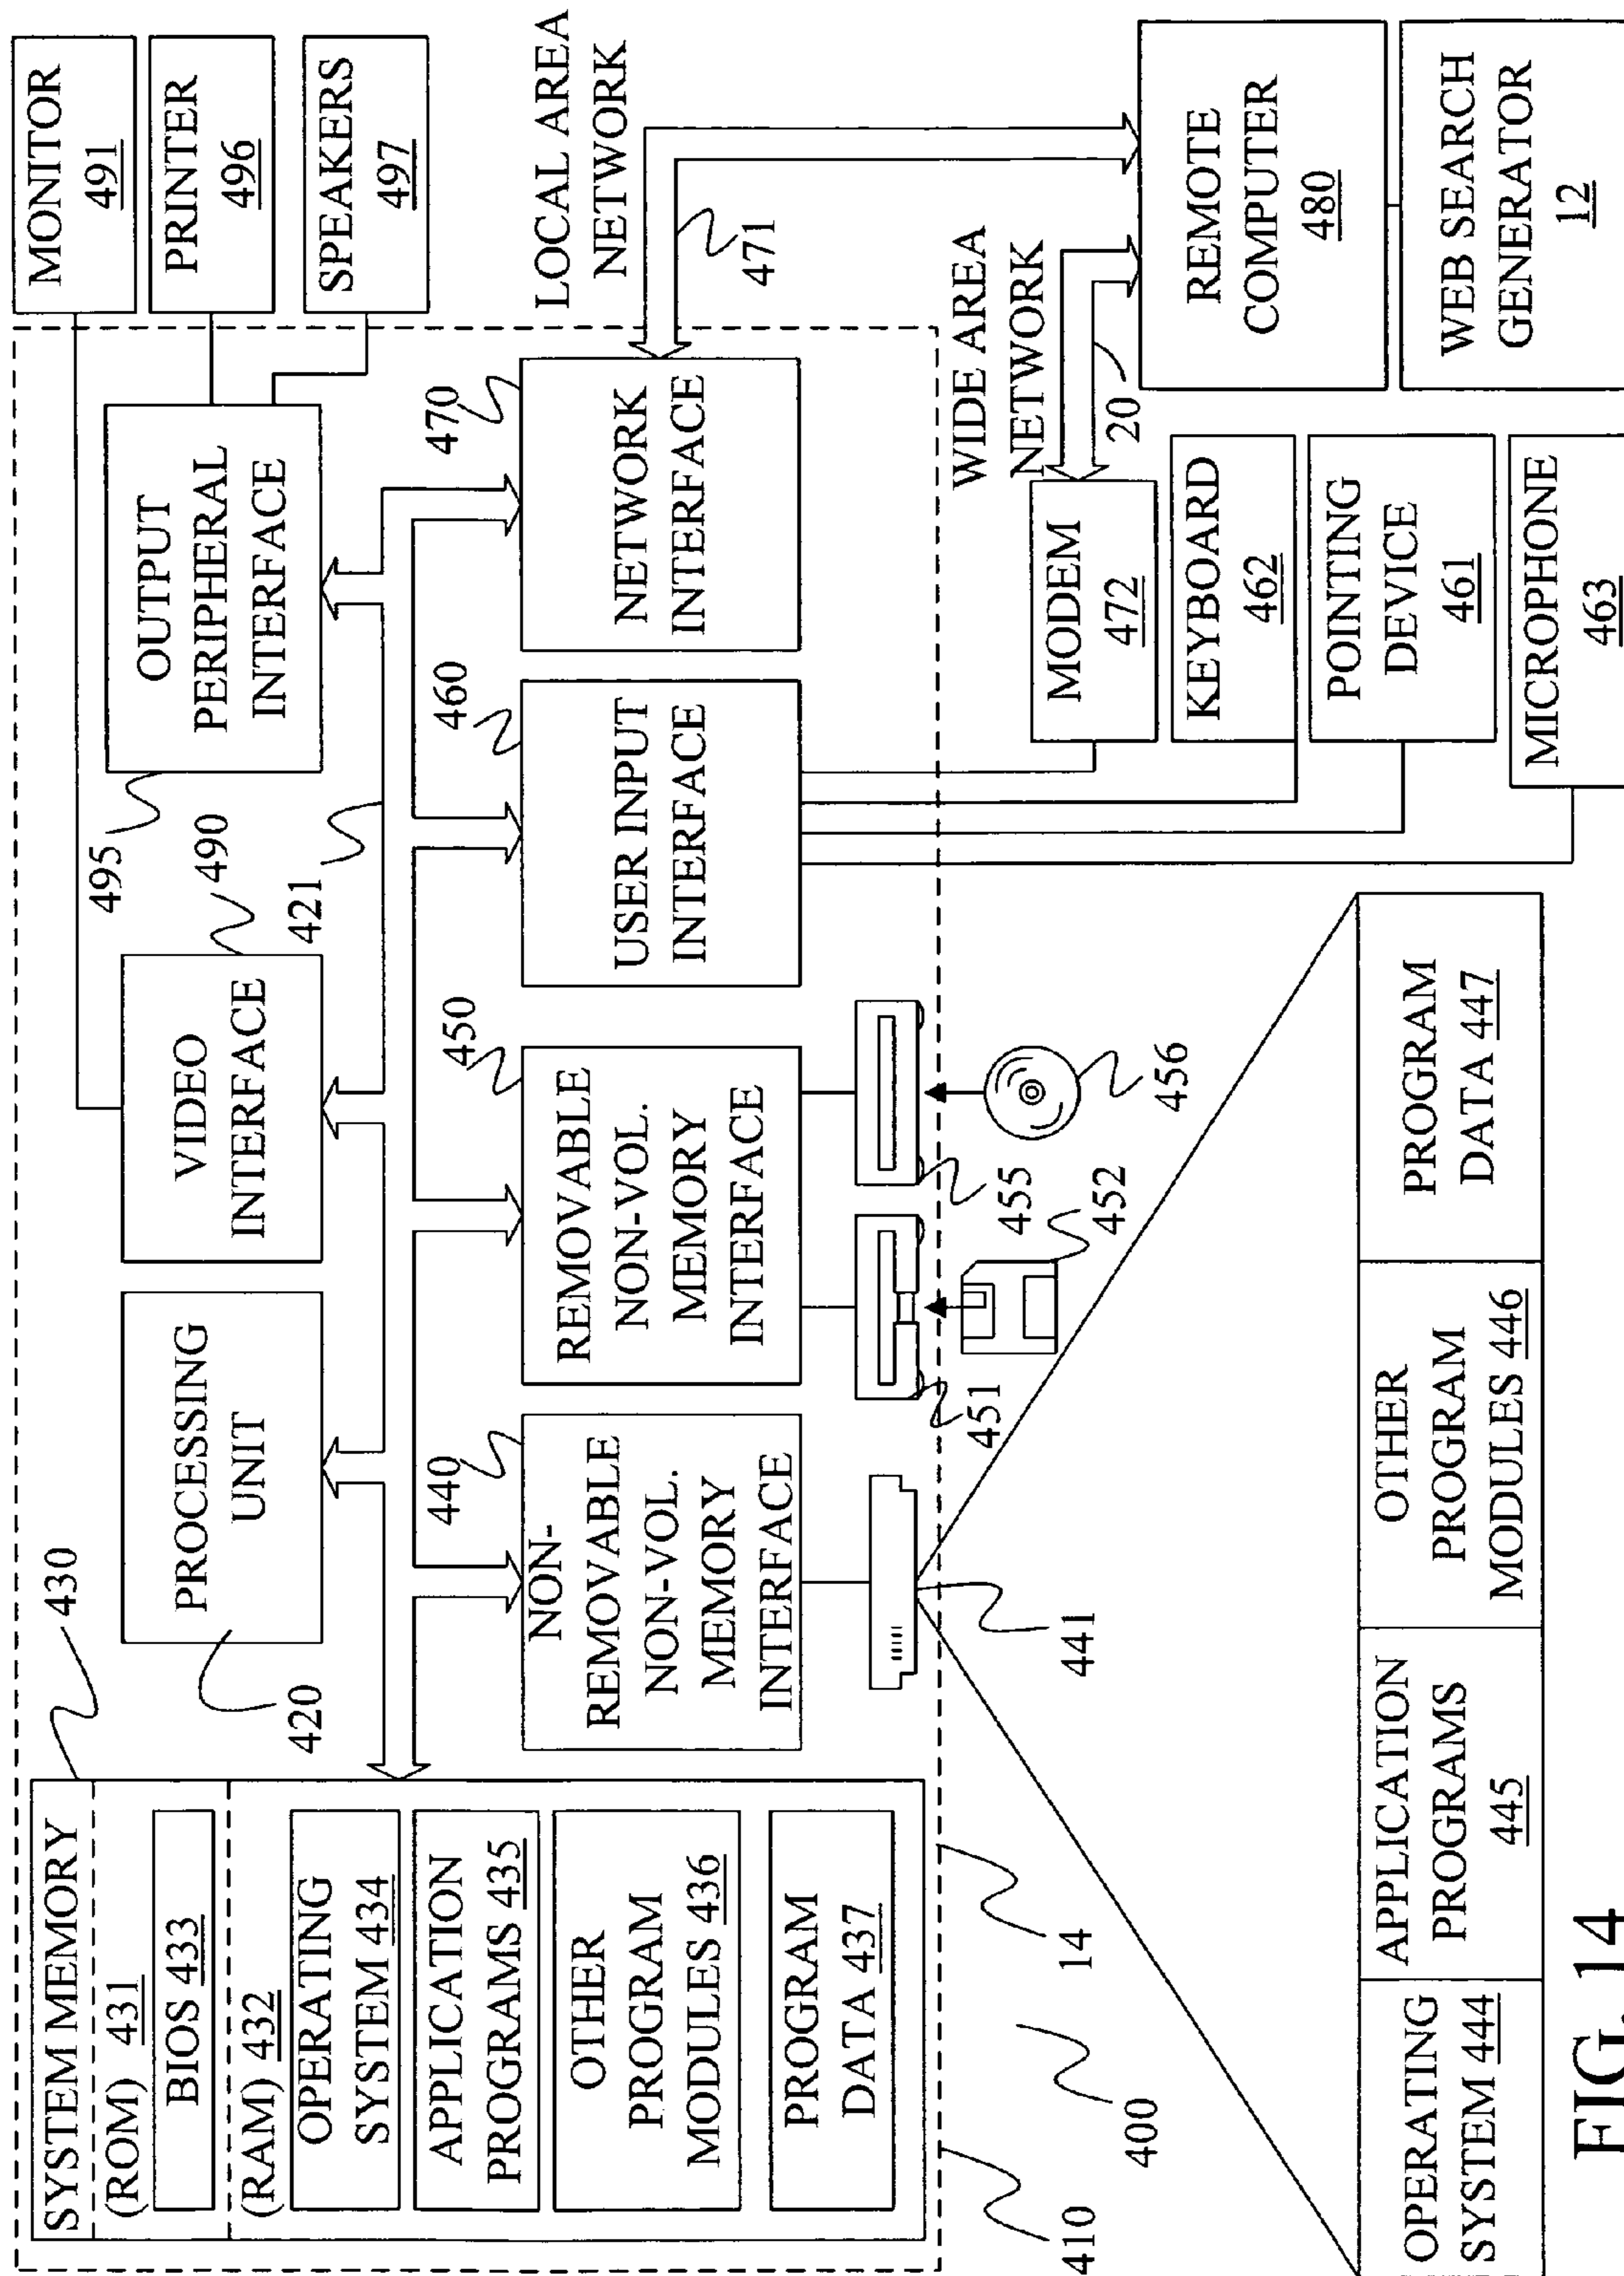 SYSTEM MEMORY
(ROM) 431
BIOS 433
(RAM) 432
OPERATING
SYSTEM 434
APPLICATION
PROGRAMS 435
OTHER
PROGRAM
MODULES 436
PROGRAM
DATA 437
430
PROCESSING
UNIT
420
VIDEO
INTERFACE
490
421
OUTPUT
PERIPHERAL
INTERFACE
495
MONITOR
491
PRINTER
496
SPEAKERS
497
440
NON-
REMOVABLE
NON-VOL.
MEMORY
INTERFACE
450
REMOVABLE
NON-VOL.
MEMORY
INTERFACE
460
USER INPUT
INTERFACE
470
NETWORK
INTERFACE
LOCAL AREA
NETWORK
471
WIDE AREA
NETWORK
20
441
451
452
455
456
MODEM
472
KEYBOARD
462
POINTING
DEVICE
461
MICROPHONE
463
REMOTE
COMPUTER
480
WEB SEARCH
GENERATOR
12
410
400
14
OPERATING
SYSTEM 444
APPLICATION
PROGRAMS
445
OTHER
PROGRAM
MODULES 446
PROGRAM
DATA 447
FIG. 14